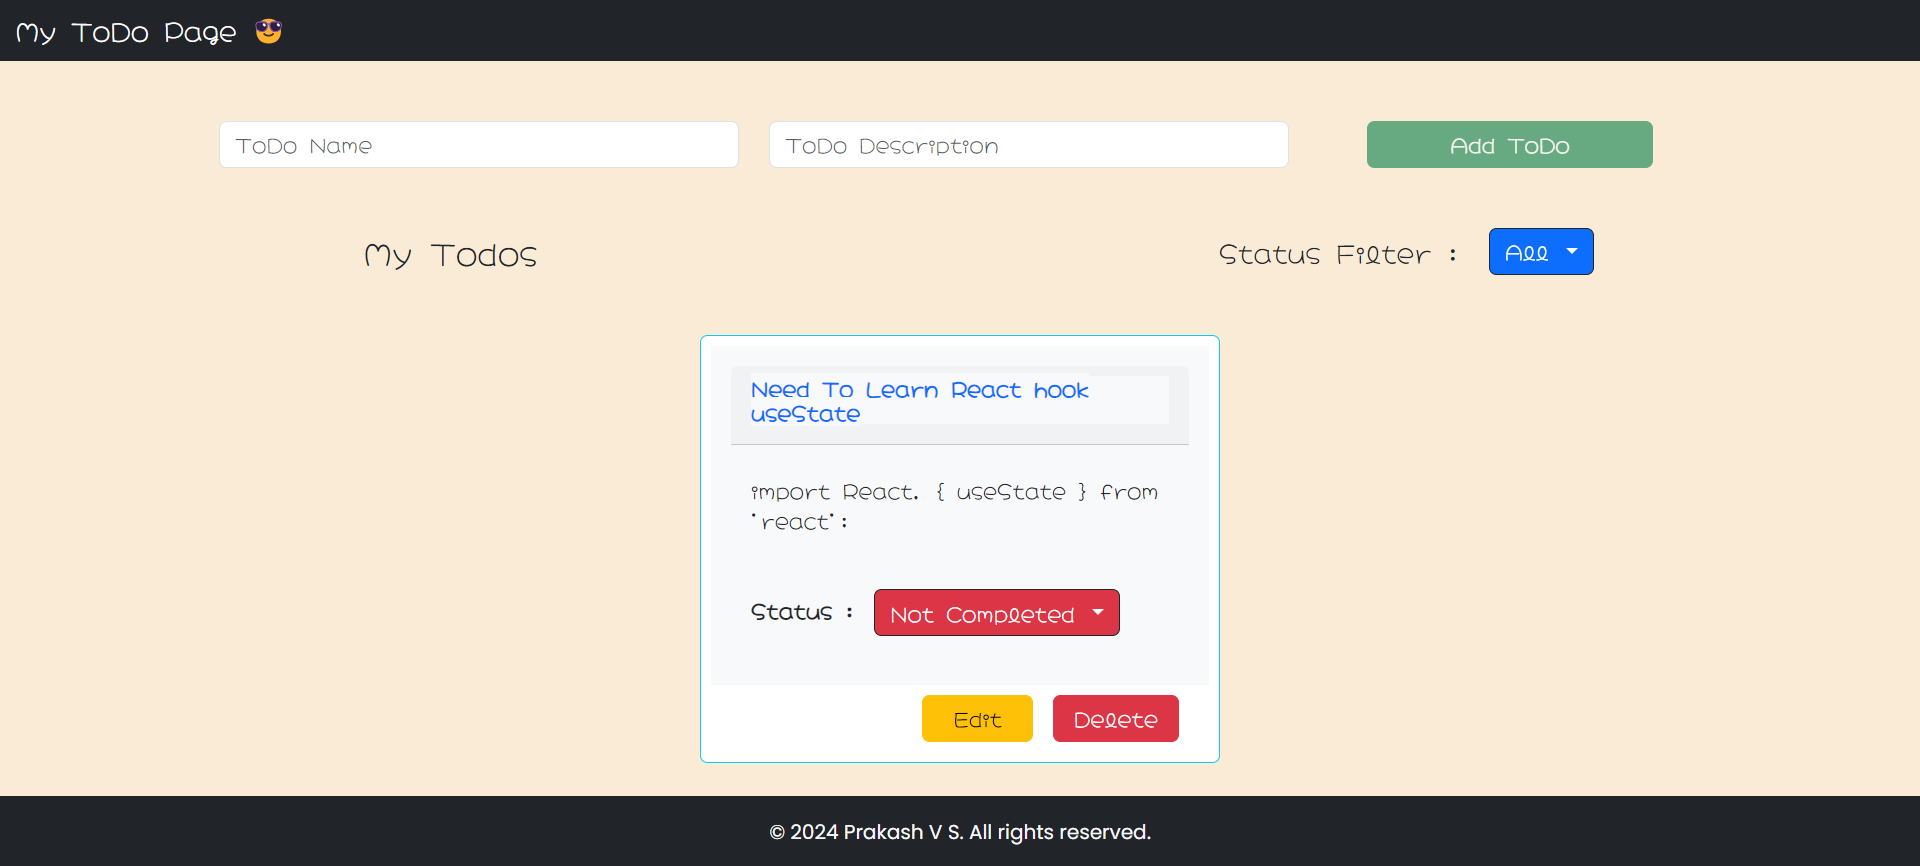 My ToDo Page 😎
ToDo Name
ToDo Description
Add ToDo
My Todos
Status Filter :
All
Need To Learn React hook
useState
import React. { useState } from
'react':
Status :
Not Completed
Edit
Delete
© 2024 Prakash V S. All rights reserved.